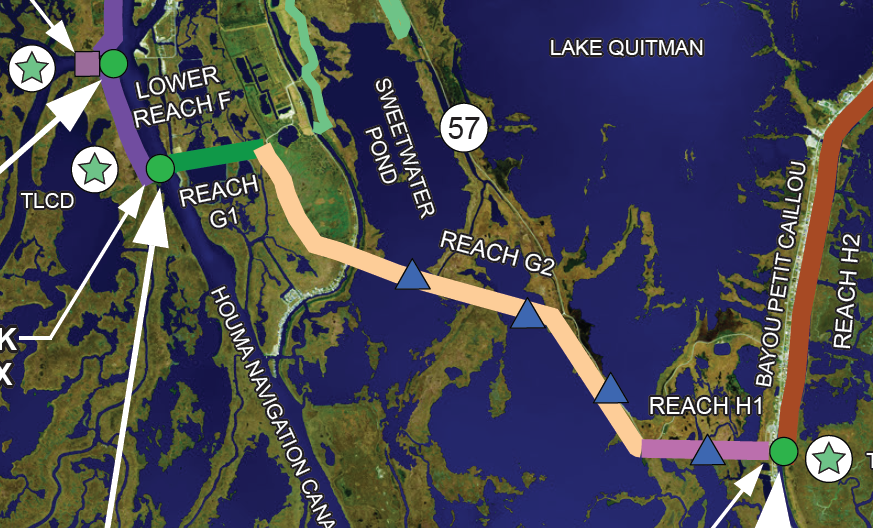 LAKE QUITMAN
LOWER
REACH F
SWEETWATER
POND
57
TLCD
REACH
G1
REACH G2
BAYOU PETIT CAILLOU
REACH H2
HOUMA NAVIGATION CANA
K
X
REACH H1
T